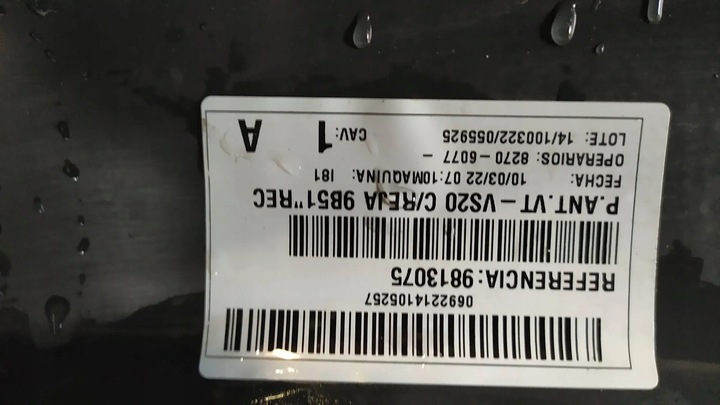 0692214105257
REFERENCIA: 9813075
P.ANT.VT - VS20 C/REJA 9B51"REC
FECHA: 10/03/22 07:10MAQUINA: I81
OPERARIOS: 8270-6077 -
LOTE: 14/100322/055925 CAV: 1 A